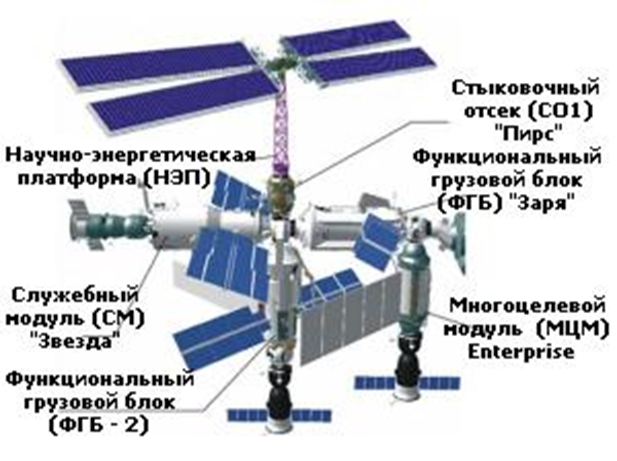 Стыковочный
отсек (СО1)
"Пирс"
Научно-энергетическая
платформа (НЭП)
Функциональный
грузовой блок
(ФГБ) "Заря"
Служебный
модуль (СМ)
"Звезда"
Многоцелевой
модуль (МЦМ)
Enterprise
Функциональный
грузовой блок
(ФГБ - 2)